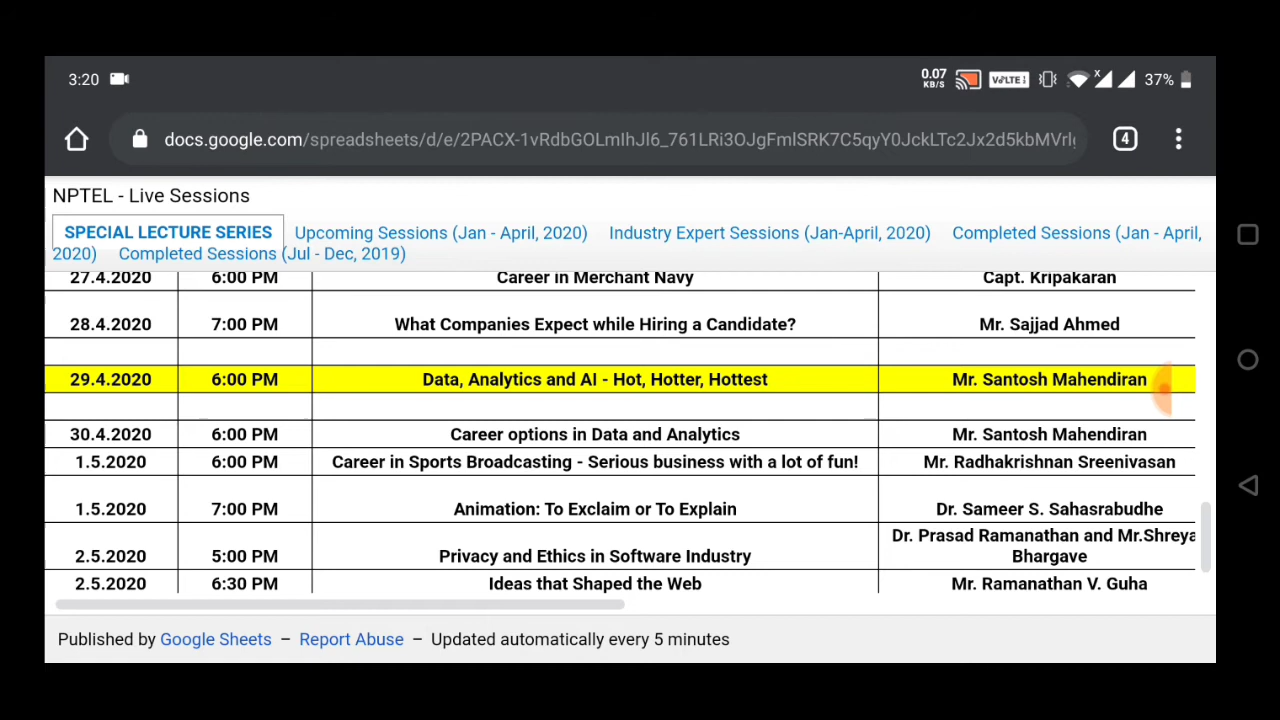 3:20 0.07 KB/S VoLTE 1 x 37%
docs.google.com/spreadsheets/d/e/2PACX-1vRdbGOLmIhJl6_761LRi3OJgFmlSRK7C5qyY0JckLTc2Jx2d5kbMVrlg 4
NPTEL - Live Sessions
SPECIAL LECTURE SERIES Upcoming Sessions (Jan - April, 2020) Industry Expert Sessions (Jan-April, 2020) Completed Sessions (Jan - April,
2020) Completed Sessions (Jul - Dec, 2019)
27.4.2020 6:00 PM Career in Merchant Navy Capt. Kripakaran
28.4.2020 7:00 PM What Companies Expect while Hiring a Candidate? Mr. Sajjad Ahmed
29.4.2020 6:00 PM Data, Analytics and AI - Hot, Hotter, Hottest Mr. Santosh Mahendiran
30.4.2020 6:00 PM Career options in Data and Analytics Mr. Santosh Mahendiran
1.5.2020 6:00 PM Career in Sports Broadcasting - Serious business with a lot of fun! Mr. Radhakrishnan Sreenivasan
1.5.2020 7:00 PM Animation: To Exclaim or To Explain Dr. Sameer S. Sahasrabudhe
Dr. Prasad Ramanathan and Mr.Shreya
2.5.2020 5:00 PM Privacy and Ethics in Software Industry Bhargave
2.5.2020 6:30 PM Ideas that Shaped the Web Mr. Ramanathan V. Guha
Published by Google Sheets – Report Abuse – Updated automatically every 5 minutes